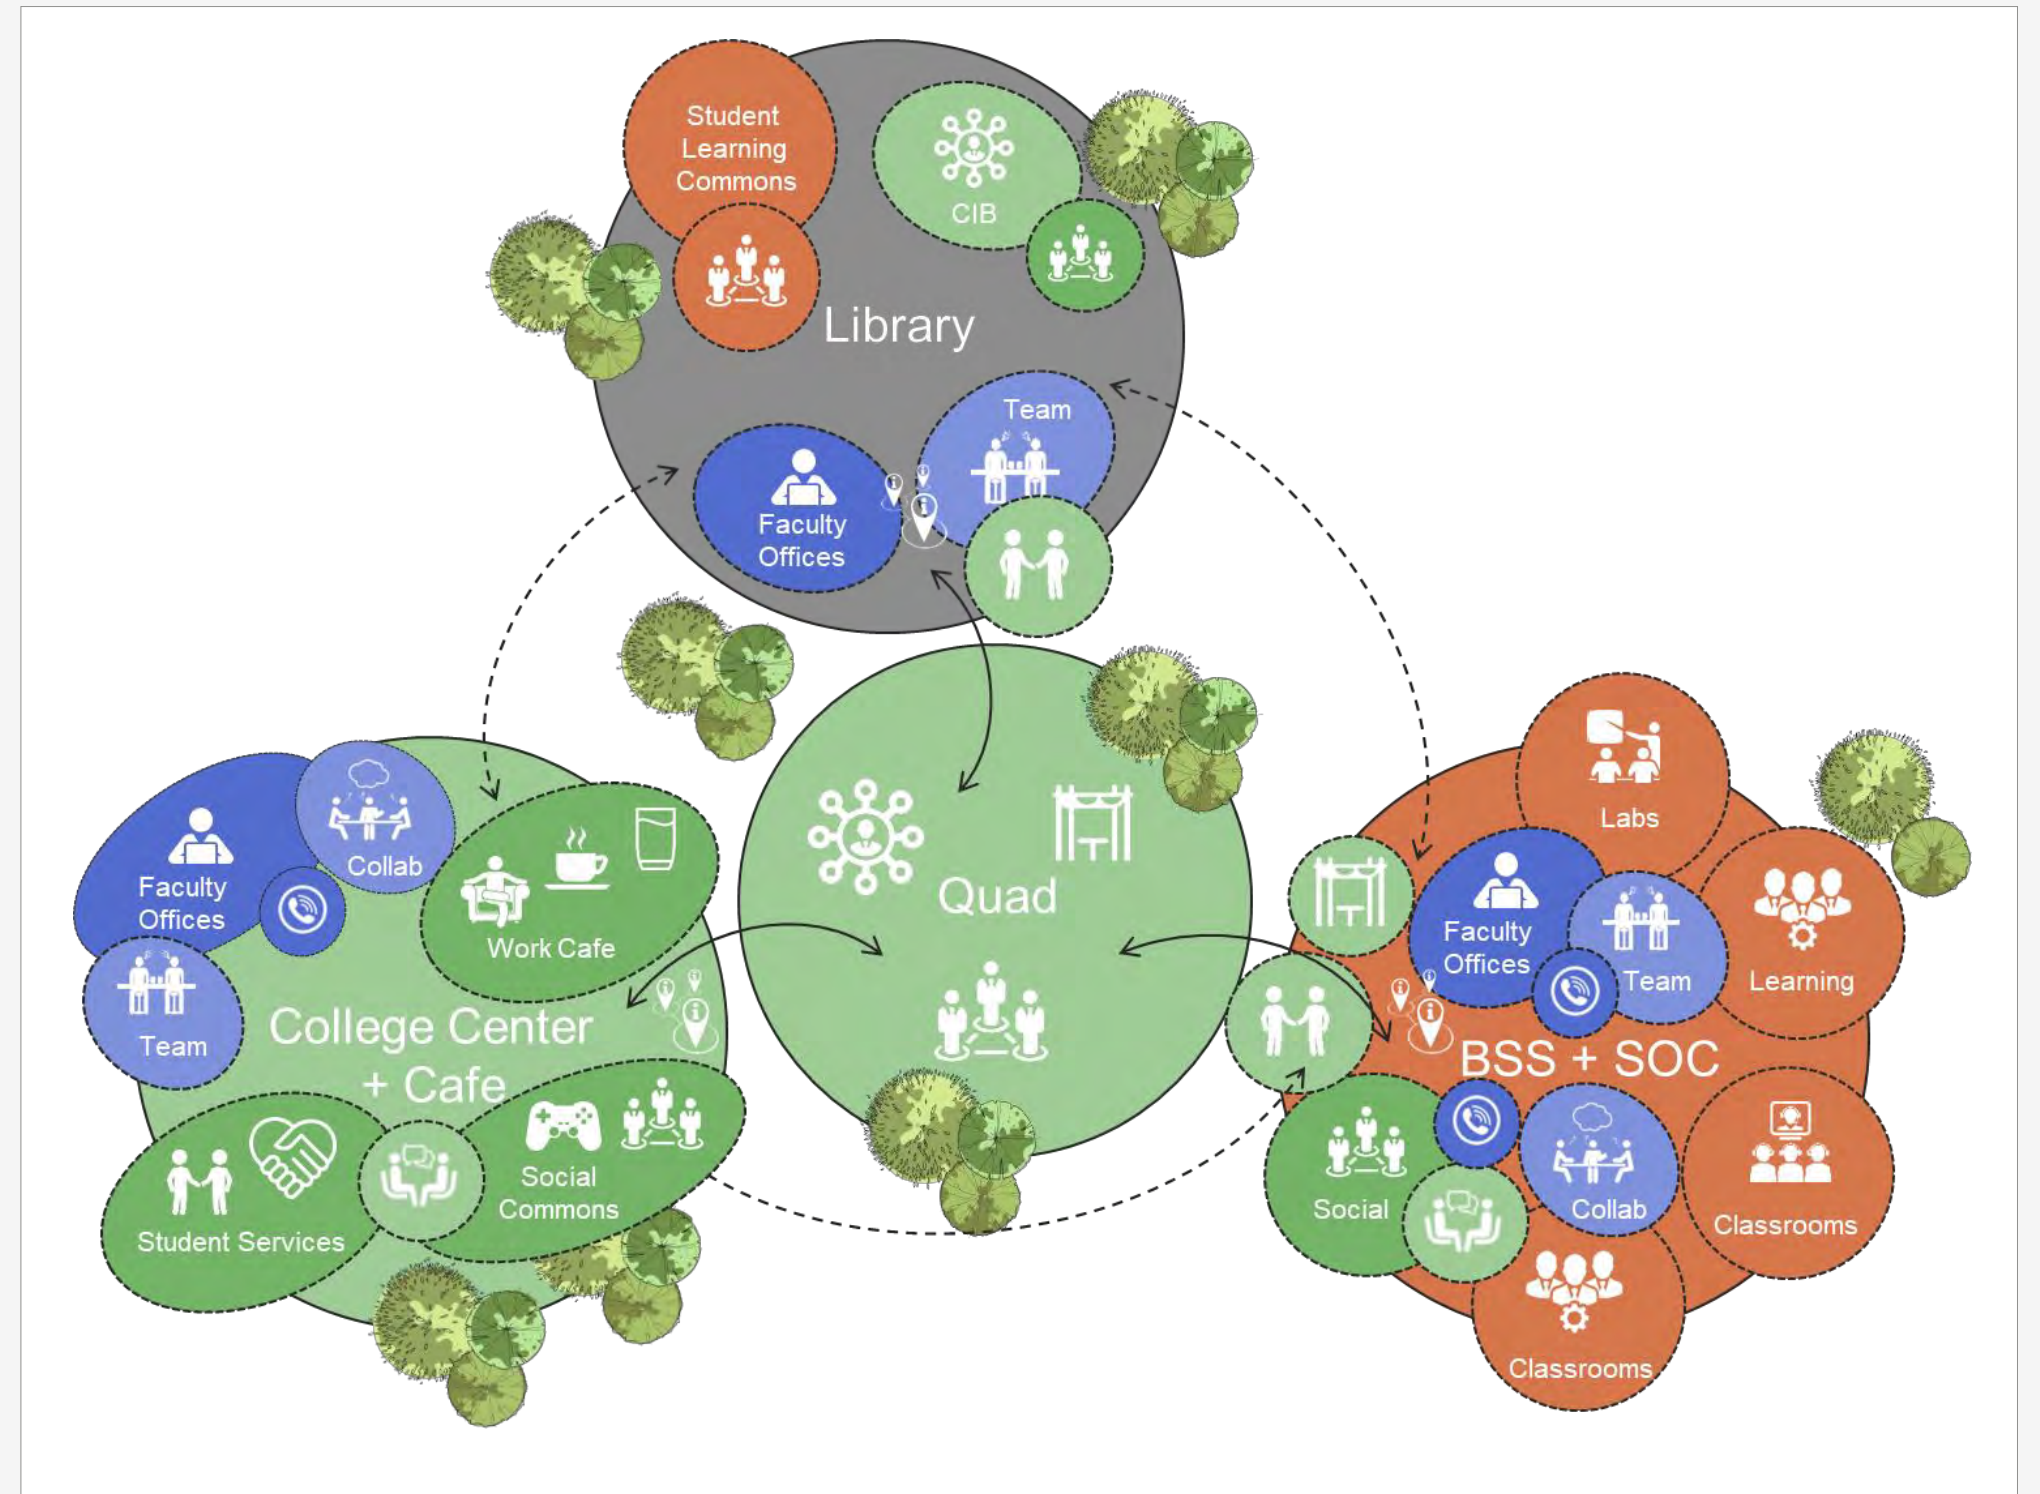 Student
Learning
Commons
CIB
Library
Team
Faculty
Offices
Quad
Faculty
Offices
Collab
Work Cafe
Team
College Center
+ Cafe
Student Services
Social
Commons
Labs
Faculty
Offices
Team
Learning
BSS + SOC
Social
Collab
Classrooms
Classrooms